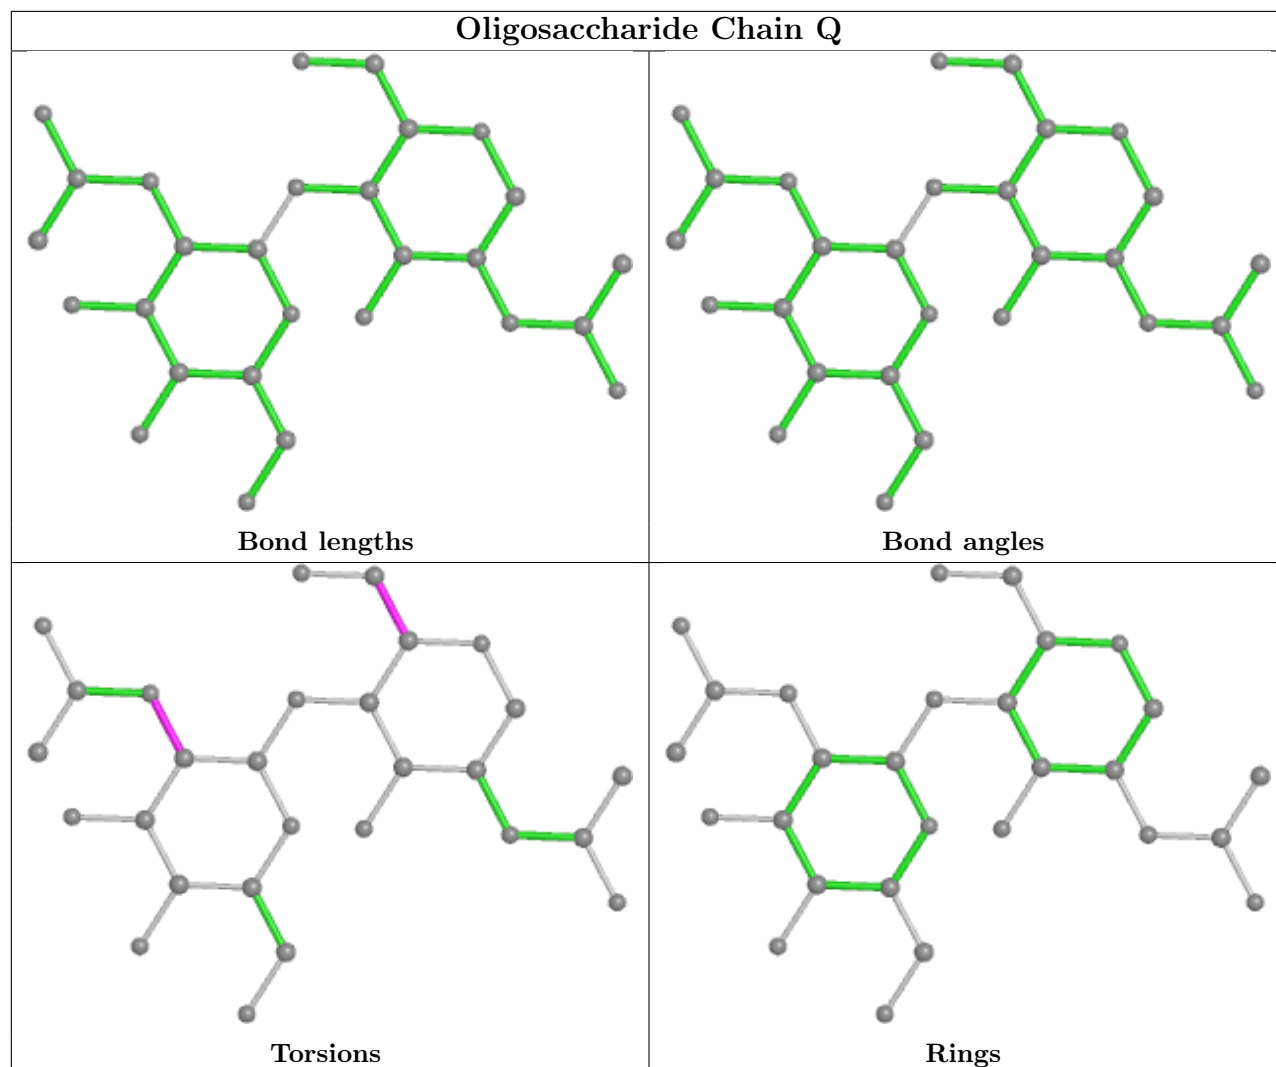 Oligosaccharide Chain Q
Bond lengths
Bond angles
Torsions
Rings